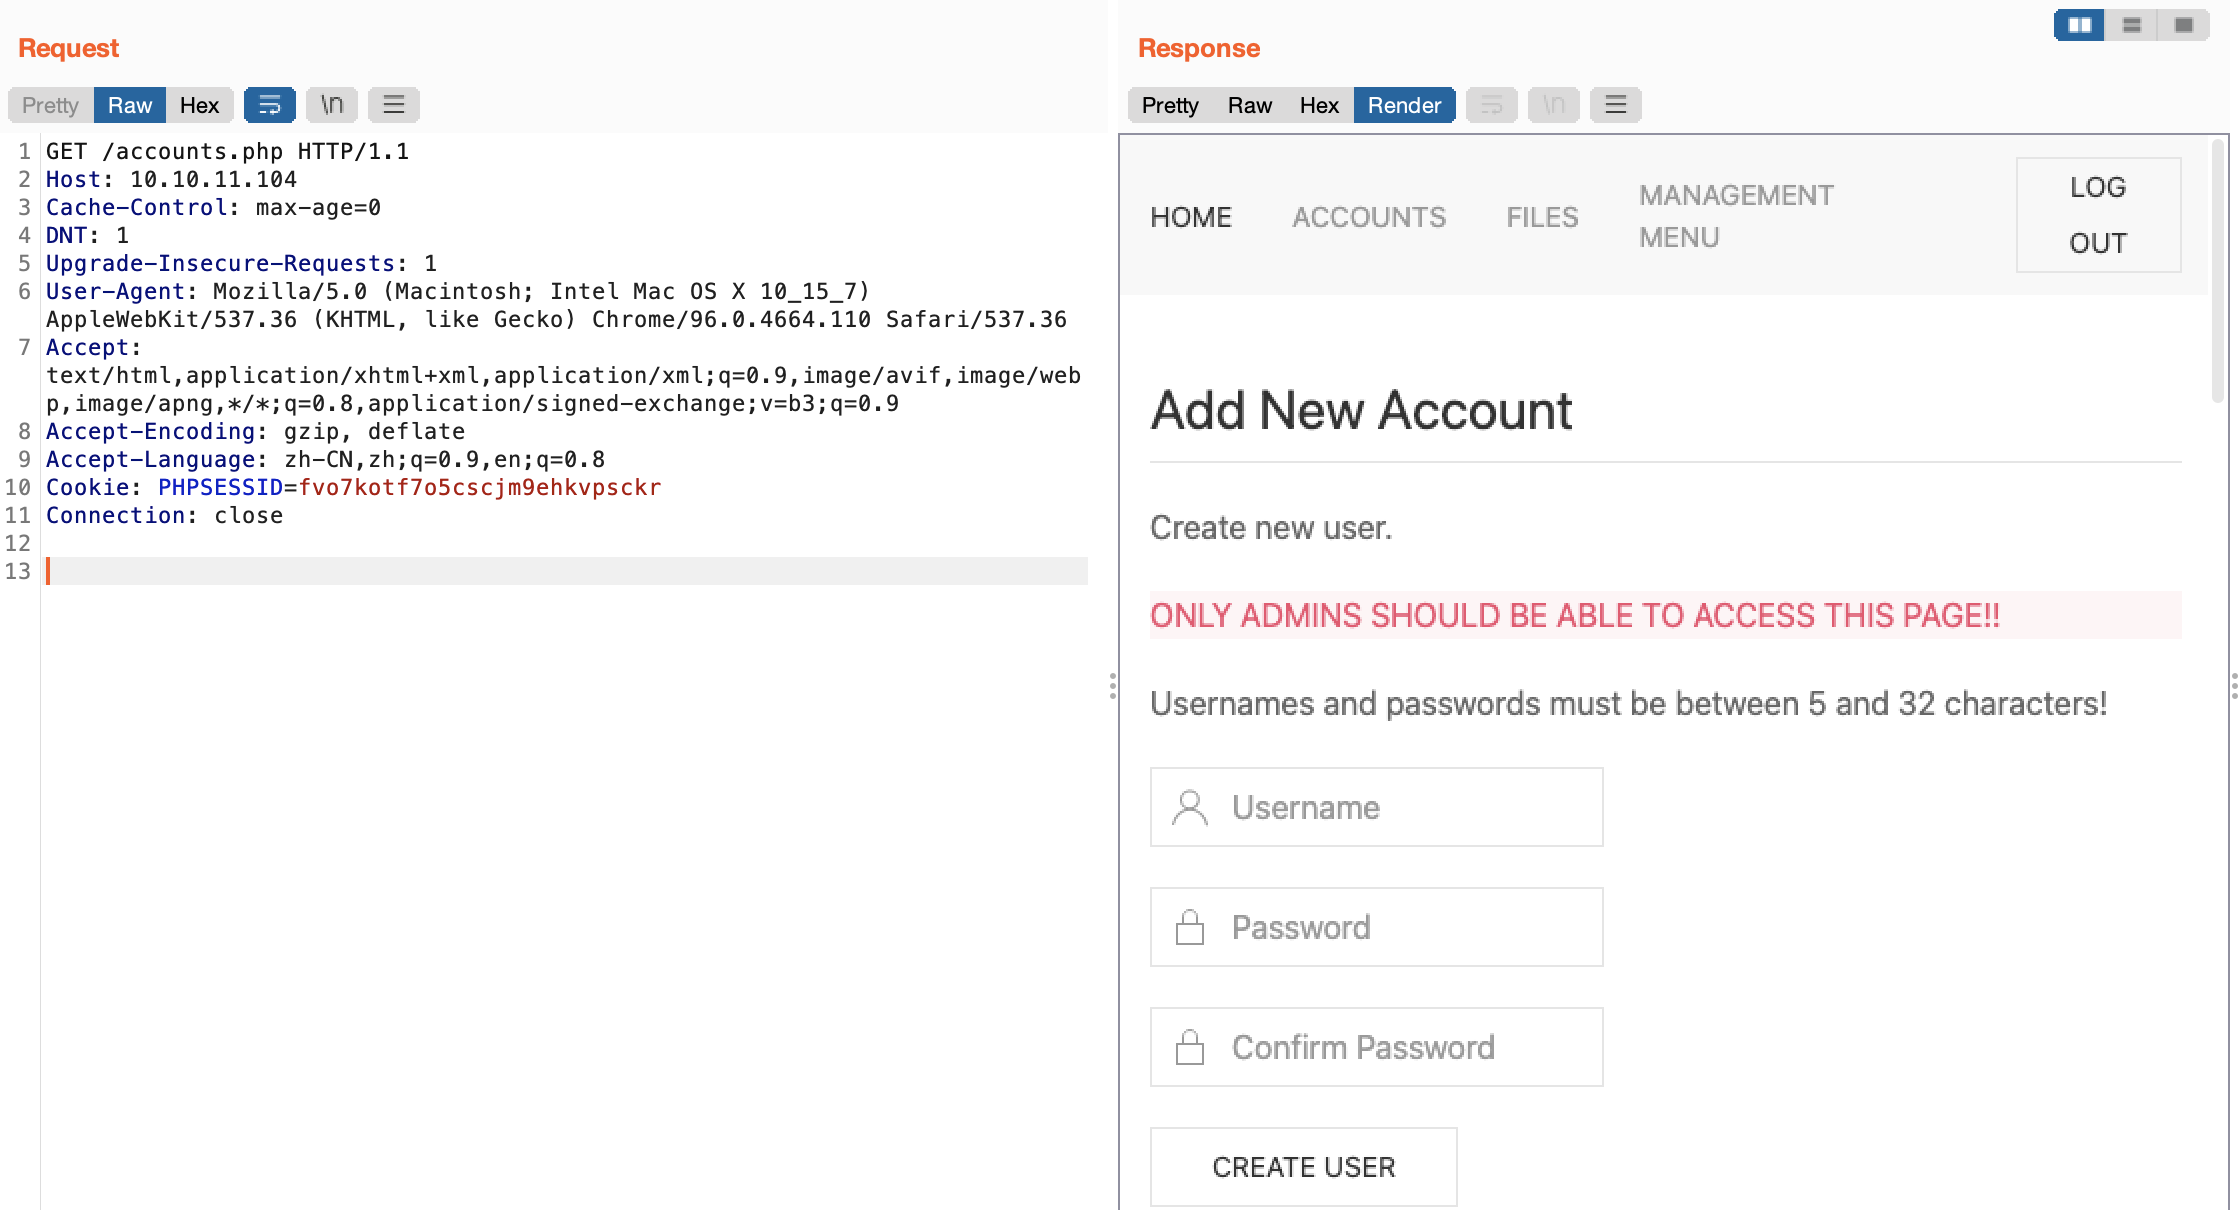 Request
Pretty Raw Hex \n
1 GET /accounts.php HTTP/1.1
2 Host: 10.10.11.104
3 Cache-Control: max-age=0
4 DNT: 1
5 Upgrade-Insecure-Requests: 1
6 User-Agent: Mozilla/5.0 (Macintosh; Intel Mac OS X 10_15_7)
AppleWebKit/537.36 (KHTML, like Gecko) Chrome/96.0.4664.110 Safari/537.36
7 Accept:
text/html,application/xhtml+xml,application/xml;q=0.9,image/avif,image/web
p,image/apng,*/*;q=0.8,application/signed-exchange;v=b3;q=0.9
8 Accept-Encoding: gzip, deflate
9 Accept-Language: zh-CN,zh;q=0.9,en;q=0.8
10 Cookie: PHPSESSID=fvo7kotf7o5cscjm9ehkvpsckr
11 Connection: close
12
13
Response
Pretty Raw Hex Render \n
HOME ACCOUNTS FILES MANAGEMENT
MENU
LOG
OUT
Add New Account
Create new user.
ONLY ADMINS SHOULD BE ABLE TO ACCESS THIS PAGE!!
Usernames and passwords must be between 5 and 32 characters!
Username
Password
Confirm Password
CREATE USER